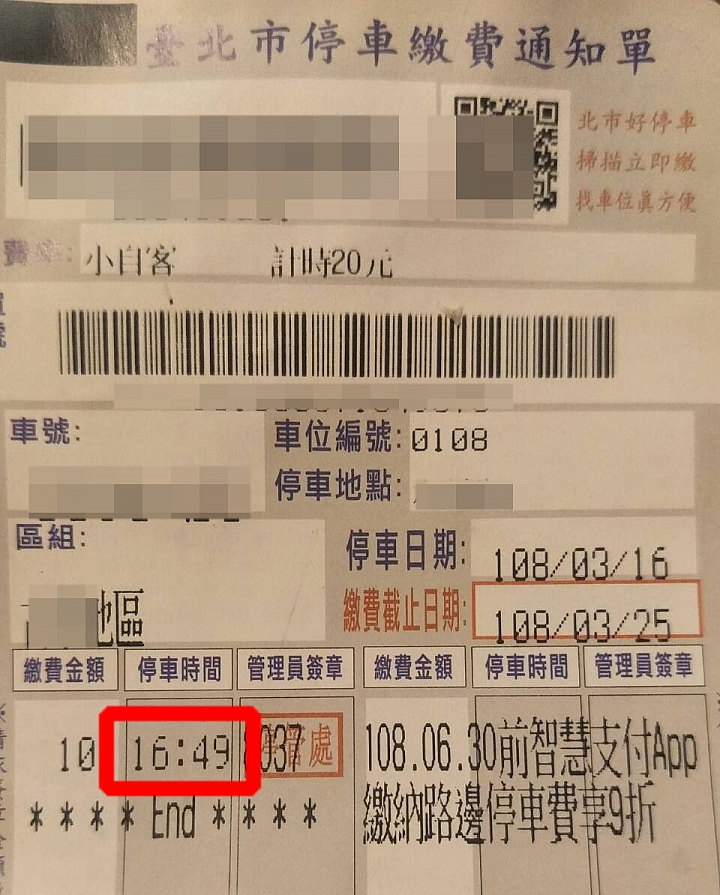 臺北市停車繳費通知單
北市好停車
掃描立即繳
找車位真方便
費率: 小自客 計時20元
車號:
車位編號: 0108
停車地點:
區組:
地區
停車日期: 108/03/16
繳費截止日期: 108/03/25
繳費金額 停車時間 管理員簽章 繳費金額 停車時間 管理員簽章
10 16:49 8037
108.06.30前智慧支付App
繳納路邊停車費享9折
****End****